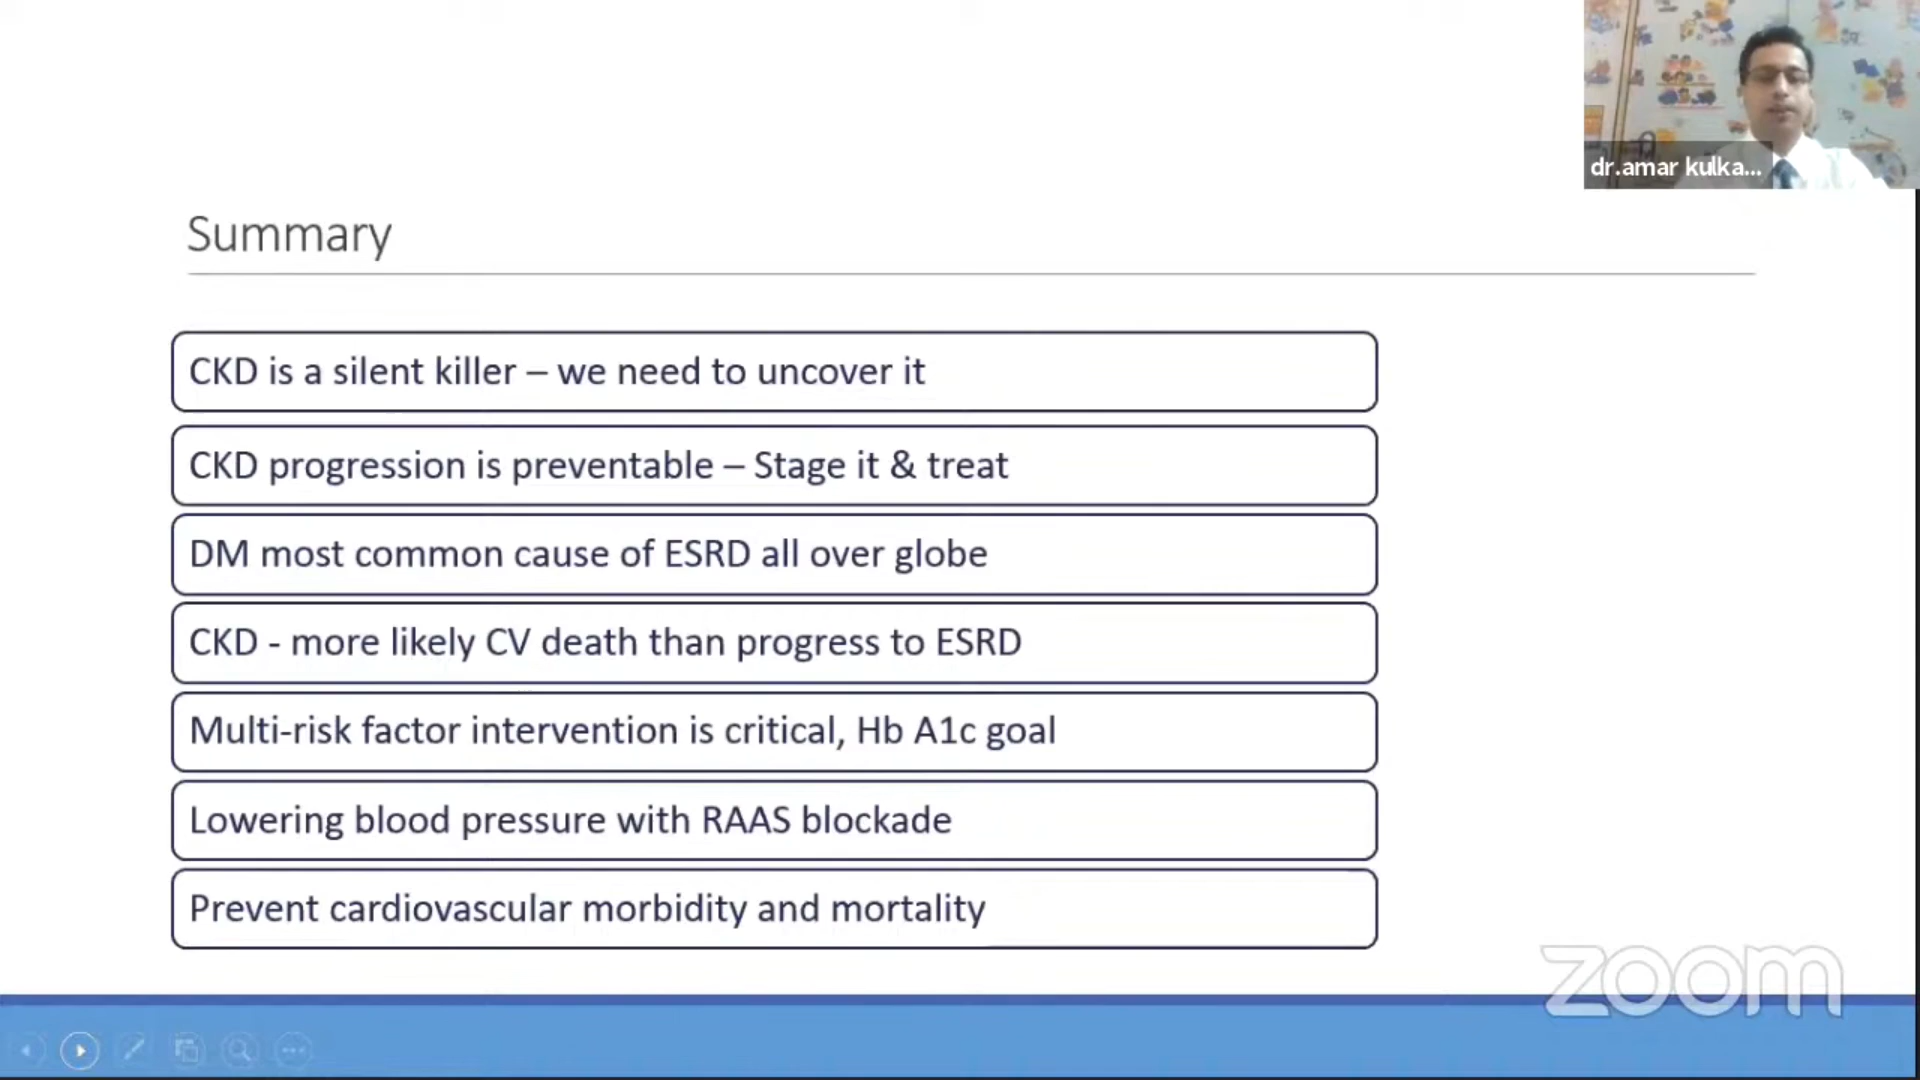 dr.amar kulka...
Summary
CKD is a silent killer – we need to uncover it
CKD progression is preventable – Stage it & treat
DM most common cause of ESRD all over globe
CKD - more likely CV death than progress to ESRD
Multi-risk factor intervention is critical, Hb A1c goal
Lowering blood pressure with RAAS blockade
Prevent cardiovascular morbidity and mortality
zoom